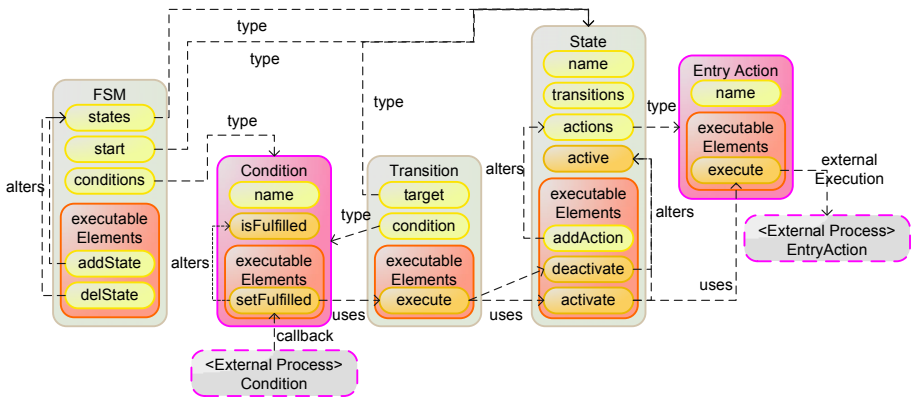 type
type
FSM
states
start
conditions
alters
executable
Elements
addState
delState
type
Condition
name
isFulfilled
alters
executable
Elements
setFulfilled
uses
callback
<External Process>
Condition
type
type
Transition
target
condition
executable
Elements
execute
uses
State
name
transitions
actions
active
alters
executable
Elements
addAction
deactivate
activate
alters
type
uses
Entry Action
name
executable
Elements
execute
external
Execution
<External Process>
EntryAction